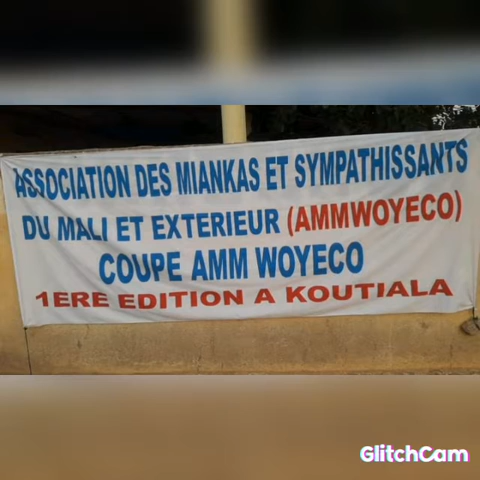 ASSOCIATION DES MIANKAS ET SYMPATHISSANTS
DU MALI ET EXTERIEUR (AMMWOYECO)
COUPE AMM WOYECO
1ERE EDITION A KOUTIALA
GlitchCam